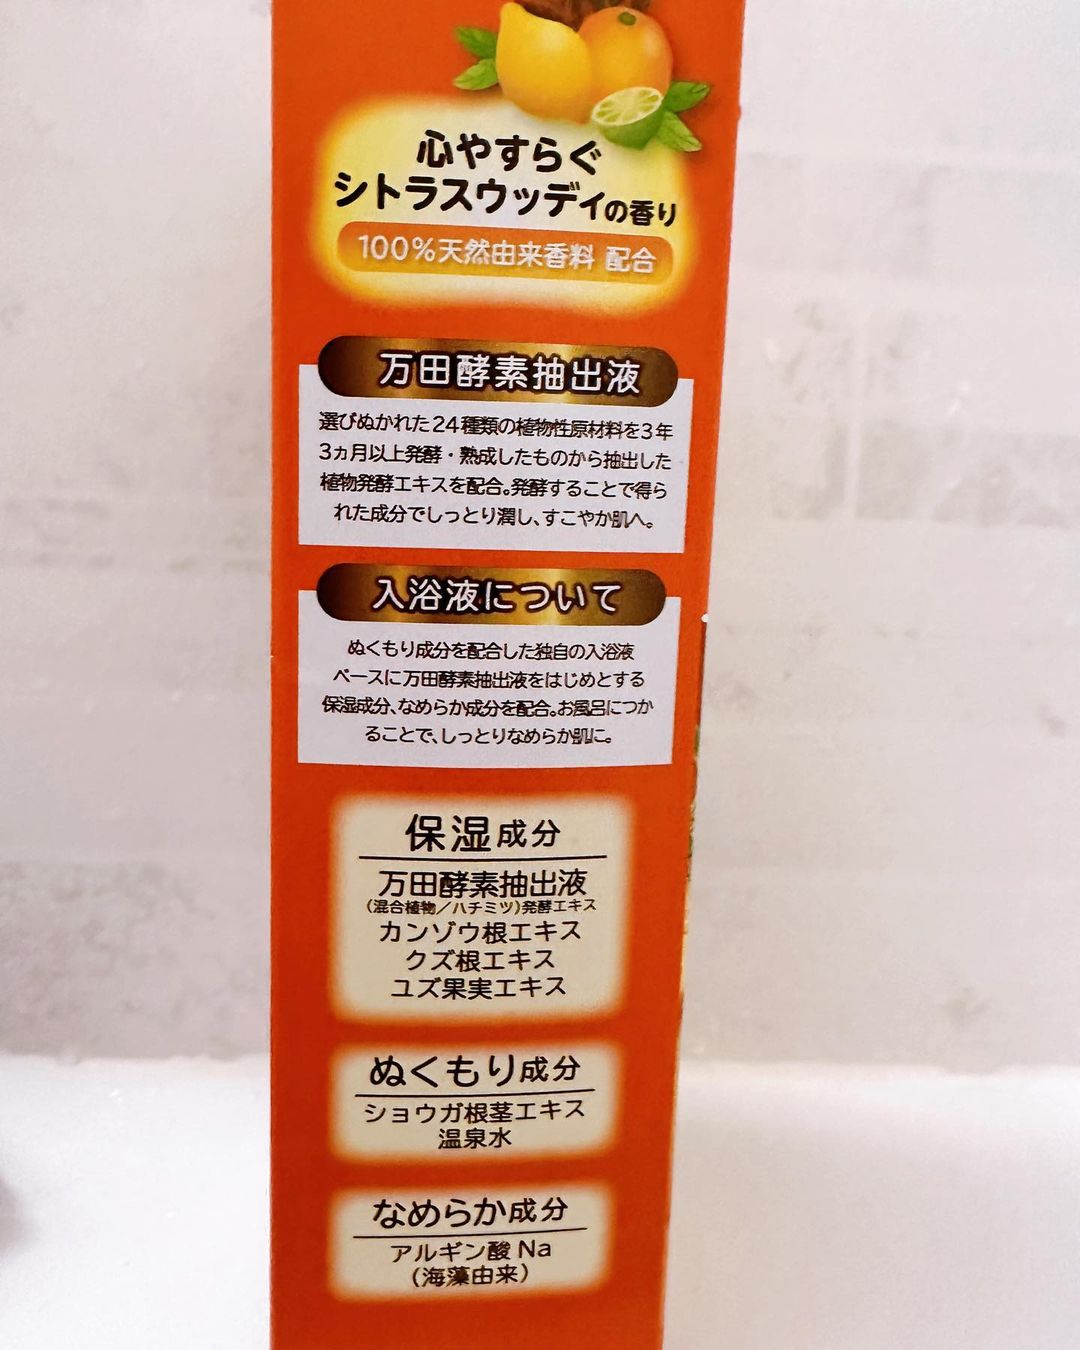 心やすらぐ
シトラスウッディの香り
100%天然由来香料 配合
万田酵素抽出液
選びぬかれた24種類の植物性原材料を3年
3ヵ月以上発酵・熟成したものから抽出した
植物発酵エキスを配合。発酵することで得ら
れた成分でしっとり潤し、すこやか肌へ。
入浴液について
ぬくもり成分を配合した独自の入浴液
ベースに万田酵素抽出液をはじめとする
保湿成分、なめらか成分を配合。お風呂につか
ることで、しっとりなめらか肌に。
保湿成分
万田酵素抽出液
(混合植物/ハチミツ)発酵エキス
カンゾウ根エキス
クズ根エキス
ユズ果実エキス
ぬくもり成分
ショウガ根茎エキス
温泉水
なめらか成分
アルギン酸Na
(海藻由来)